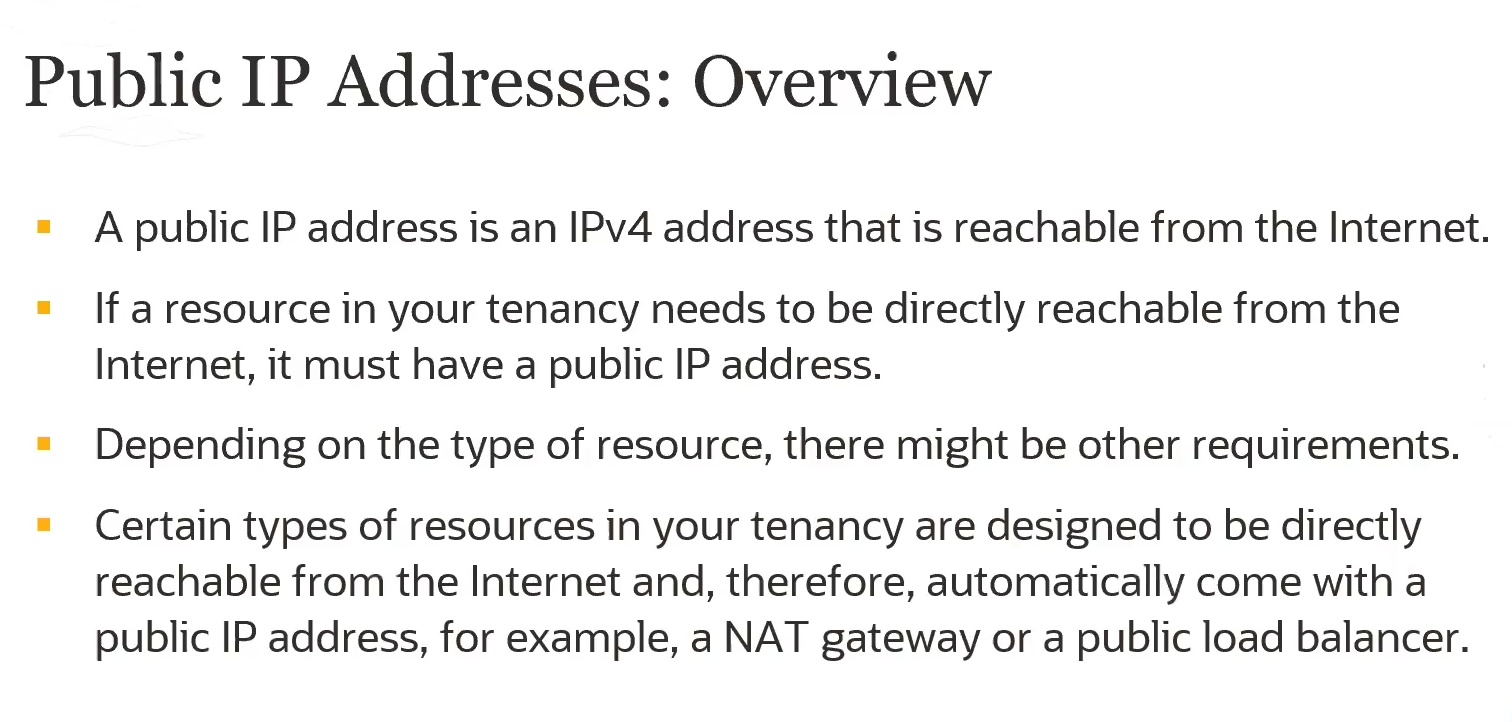 Public IP Addresses: Overview
▪ A public IP address is an IPv4 address that is reachable from the Internet.
▪ If a resource in your tenancy needs to be directly reachable from the
Internet, it must have a public IP address.
▪ Depending on the type of resource, there might be other requirements.
▪ Certain types of resources in your tenancy are designed to be directly
reachable from the Internet and, therefore, automatically come with a
public IP address, for example, a NAT gateway or a public load balancer.